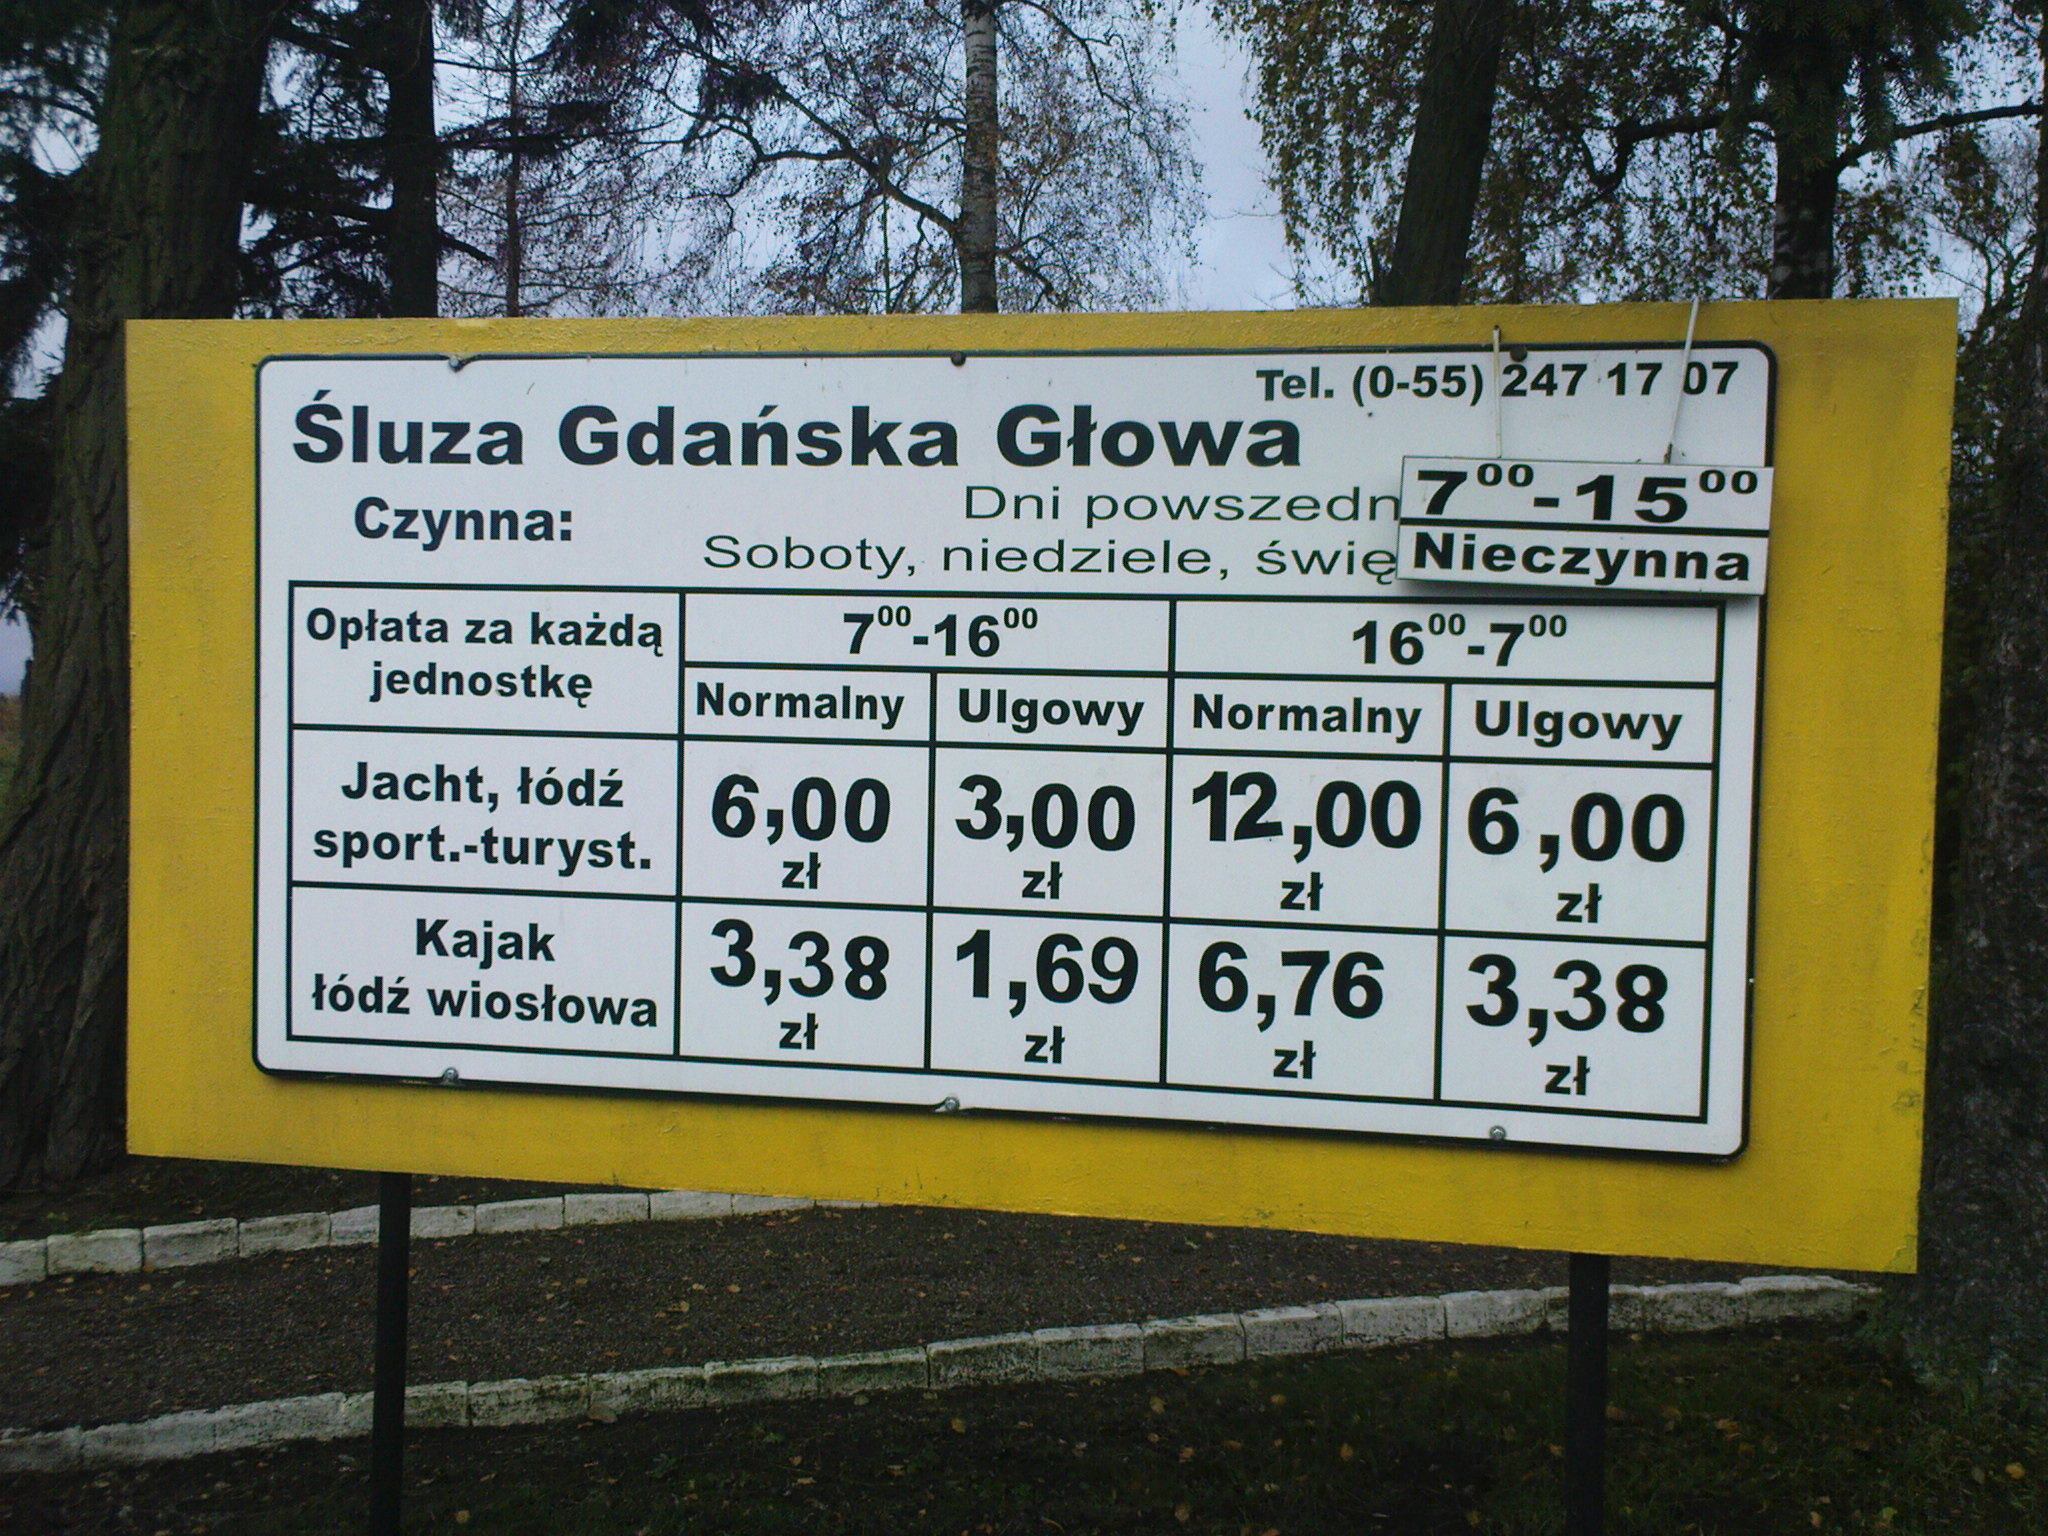 Tel. (0-55) 247 17 07
Śluza Gdańska Głowa
Czynna:
Dni powszedn 7⁰⁰-15⁰⁰
Soboty, niedziele, świę Nieczynna
Opłata za każdą jednostkę
7⁰⁰-16⁰⁰ 16⁰⁰-7⁰⁰
Normalny Ulgowy Normalny Ulgowy
Jacht, łódź
sport.-turyst.
6,00 zł 3,00 zł 12,00 zł 6,00 zł
Kajak
łódź wiosłowa
3,38 zł 1,69 zł 6,76 zł 3,38 zł